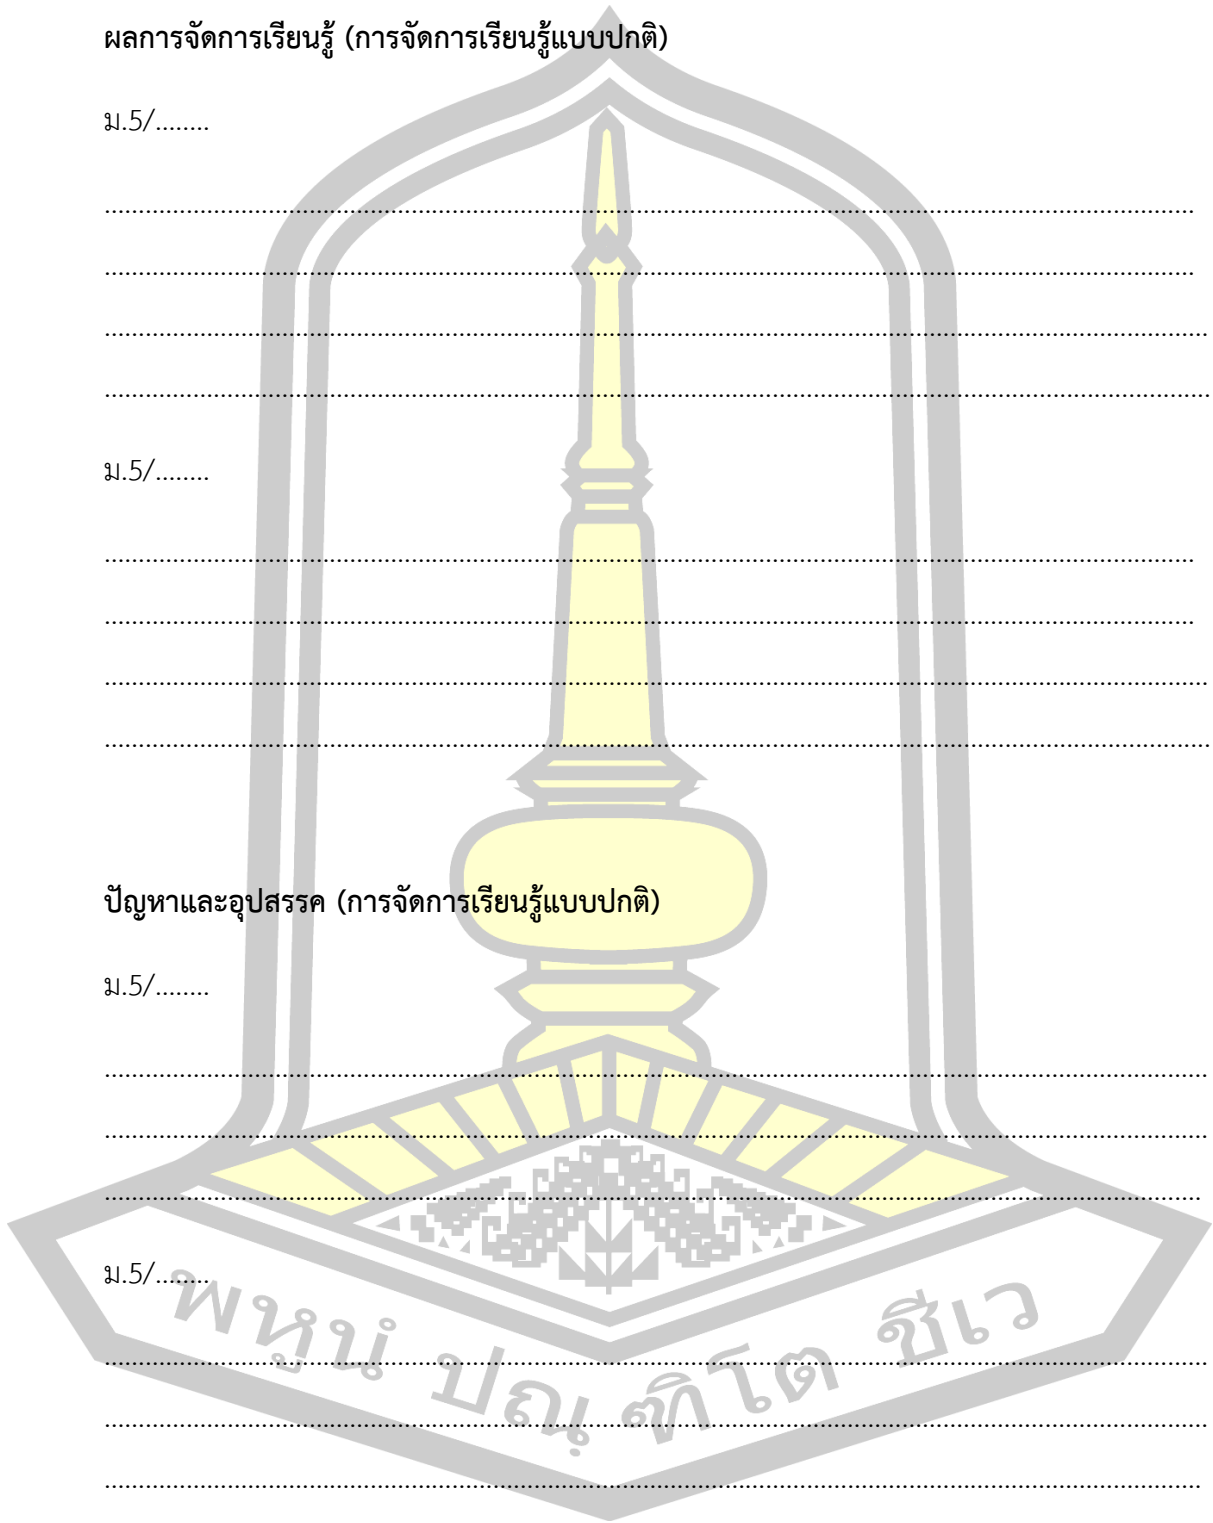 ผลการจัดการเรียนรู้ (การจัดการเรียนรู้แบบปกติ)
ม.5/........
................................................................................................................................................................
................................................................................................................................................................
..................................................................................................................................................................
..................................................................................................................................................................
ม.5/........
................................................................................................................................................................
................................................................................................................................................................
..................................................................................................................................................................
..................................................................................................................................................................
ปัญหาและอุปสรรค (การจัดการเรียนรู้แบบปกติ)
ม.5/........
..................................................................................................................................................................
..................................................................................................................................................................
.................................................................................................................................................................
ม.5/........
..................................................................................................................................................................
..................................................................................................................................................................
.................................................................................................................................................................
พหูนํ ปณฺฑิโต ชีเว